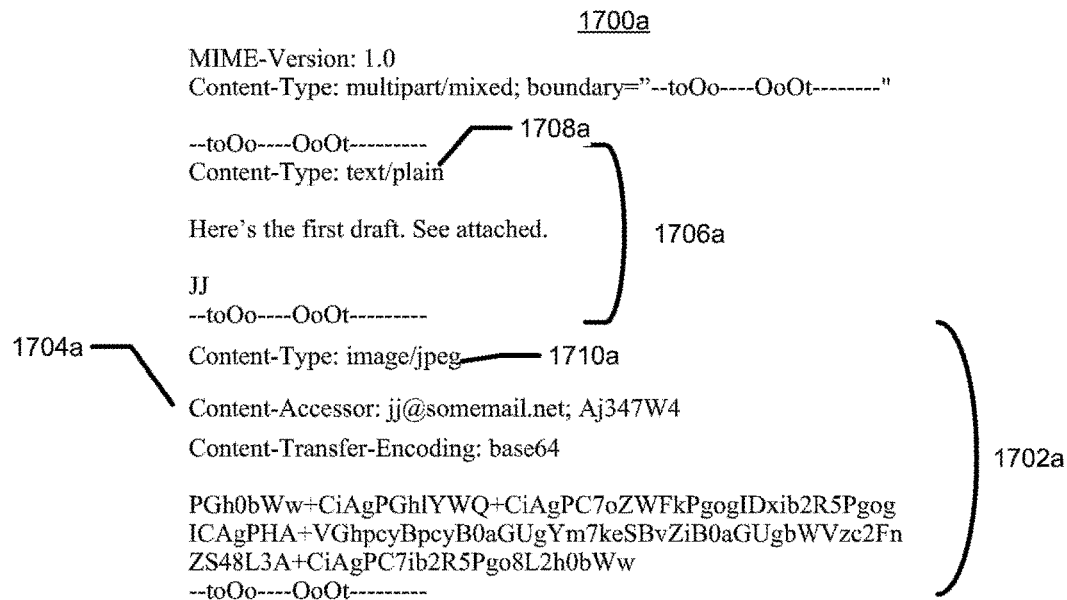 1700a
MIME-Version: 1.0
Content-Type: multipart/mixed; boundary=”--toOo----OoOt--------"
--toOo----OoOt---------
1708a
Content-Type: text/plain
Here’s the first draft. See attached.
1706a
JJ
--toOo----OoOt---------
1704a
Content-Type: image/jpeg
1710a
Content-Accessor: jj@somemail.net; Aj347W4
Content-Transfer-Encoding: base64
1702a
PGh0bWw+CiAgPGhlYWQ+CiAgPC7oZWFkPgogIDxib2R5Pgog
ICAgPHA+VGhpcyBpcyB0aGUgYm7keSBvZiB0aGUgbWVzc2Fn
ZS48L3A+CiAgPC7ib2R5Pgo8L2h0bWw
--toOo----OoOt---------